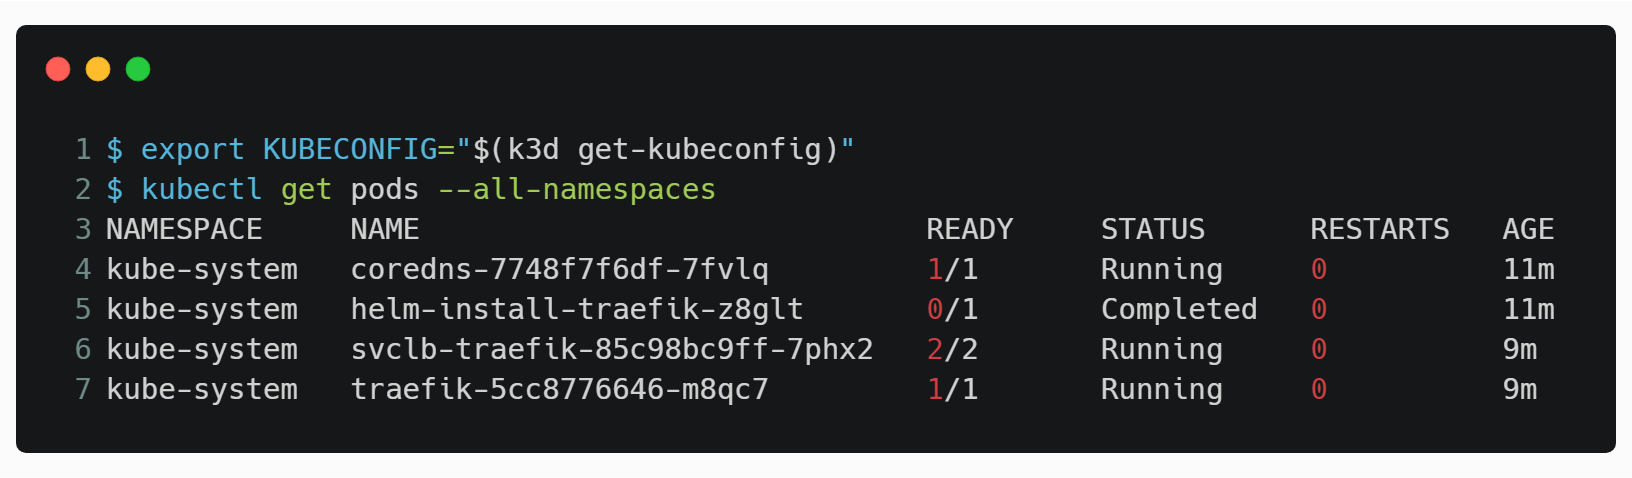 1 $ export KUBECONFIG="$(k3d get-kubeconfig)"
2 $ kubectl get pods --all-namespaces
3 NAMESPACE     NAME                             READY     STATUS      RESTARTS   AGE
4 kube-system   coredns-7748f7f6df-7fvlq         1/1       Running     0          11m
5 kube-system   helm-install-traefik-z8glt       0/1       Completed   0          11m
6 kube-system   svclb-traefik-85c98bc9ff-7phx2   2/2       Running     0          9m
7 kube-system   traefik-5cc8776646-m8qc7         1/1       Running     0          9m